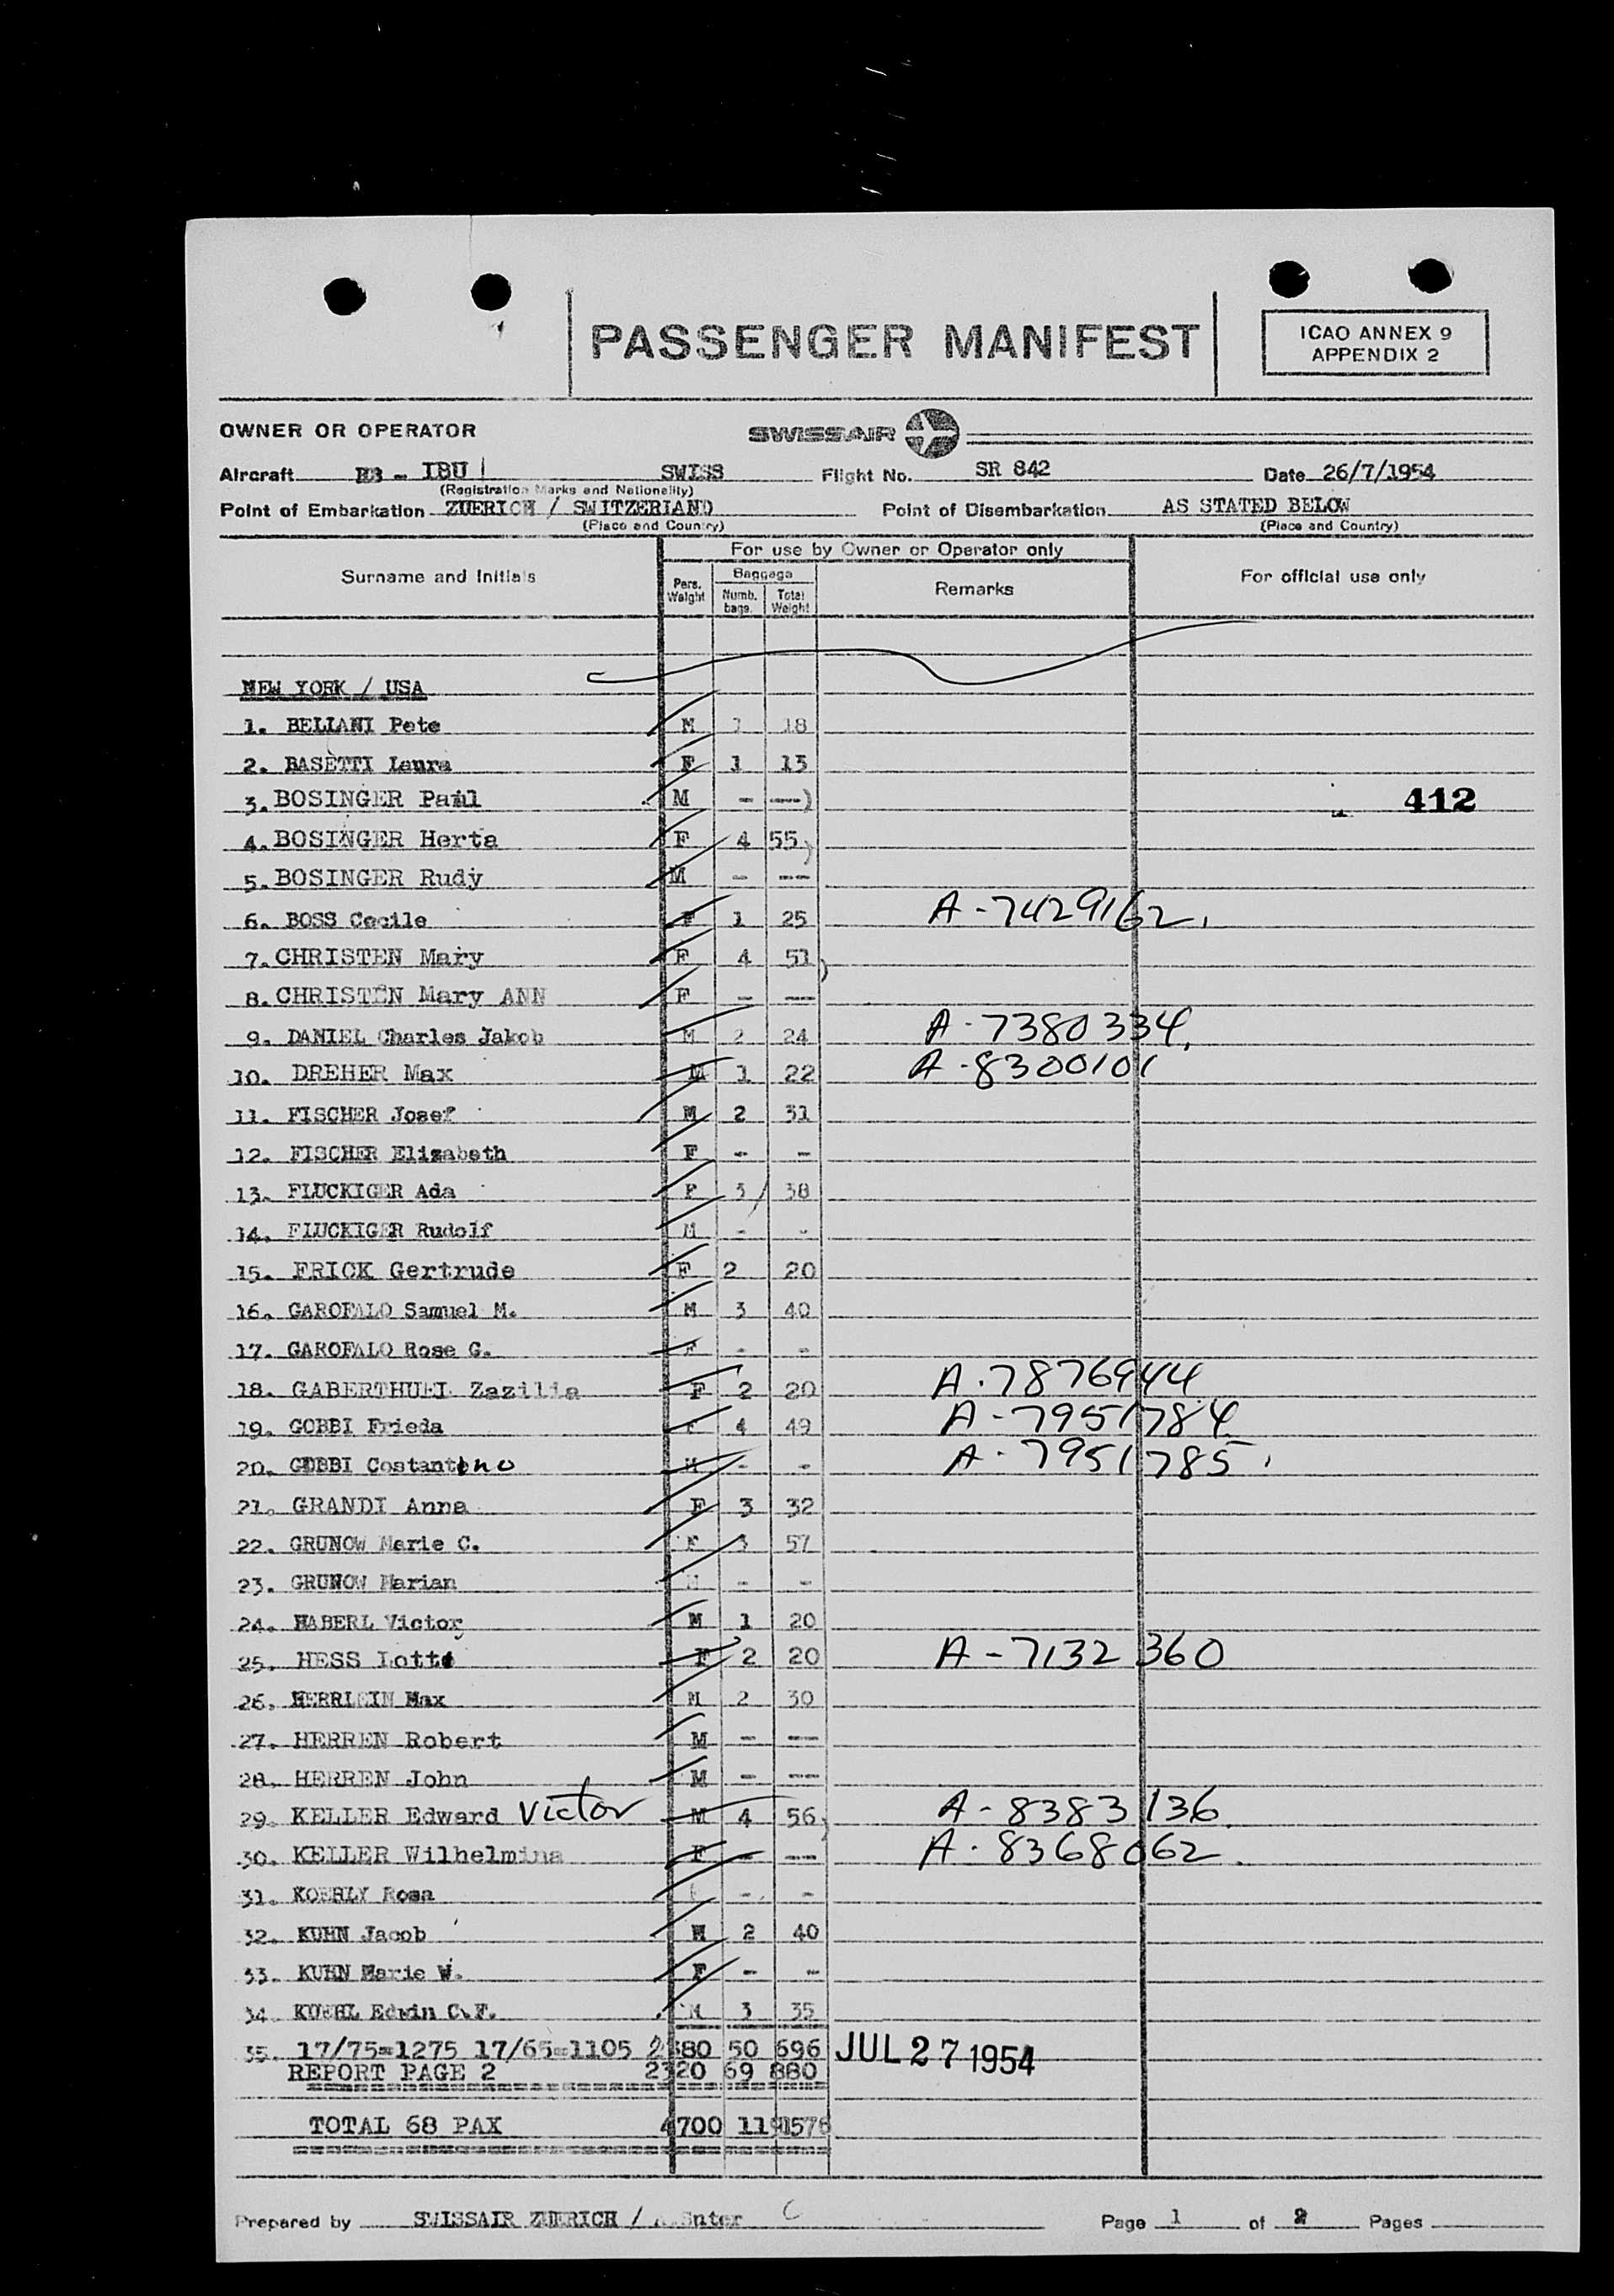 PASSENGER MANIFEST
ICAO ANNEX 9
APPENDIX 2
OWNER OR OPERATOR
SWISSAIR
Aircraft HB - IBU SWISS Flight No. SR 842 Date 26/7/1954
(Registration Marks and Nationality)
Point of Embarkation ZUERICH / SWITZERLAND Point of Disembarkation AS STATED BELOW
(Place and Country) (Place and Country)
For use by Owner or Operator only
Surname and Initials Pers. Weight Baggage Numb. bags. Total Weight Remarks For official use only
NEW YORK / USA
1. BELLANI Pete M 18
2. BASETTI Laura F 1 13
3. BOSINGER Paul M - --) 412
4. BOSINGER Herta F 4 55)
5. BOSINGER Rudy M - --
6. BOSS Cecile F 1 25 A-7429162.
7. CHRISTEN Mary F 4 51)
8. CHRISTEN Mary ANN F - --
9. DANIEL Charles Jakob M 2 24 A-7380334.
10. DREHER Max M 1 22 A-8300101
11. FISCHER Josef M 2 31
12. FISCHER Elizabeth F - -
13. FLUCKIGER Ada F 3 38
14. FLUCKIGER Rudolf M - -
15. FRICK Gertrude F 2 20
16. GAROFALO Samuel M. M 3 40
17. GAROFALO Rose G. F - -
18. GABERTHUEL Zazilia F 2 20 A-7876944
19. GOBBI Frieda F 4 49 A-7951784
20. GOBBI Costantino M - - A-7951785.
21. GRANDI Anna F 3 32
22. GRUNOW Marie C. F 3 57
23. GRUNOW Marian M - -
24. HABERL Victor M 1 20
25. HESS Lotte F 2 20 A-7132360
26. HERRLEIN Max M 2 30
27. HERREN Robert M - --
28. HERREN John M - --
29. KELLER Edward Victor M 4 56) A-8383136
30. KELLER Wilhelmina F - -- A-8368062.
31. KOEHLY Rosa - -
32. KUHN Jacob M 2 40
33. KUHN Marie W. F - -
34. KUEHL Edwin C.F. M 3 35
35. 17/75=1275 17/65=1105 2380 50 696 JUL 27 1954
REPORT PAGE 2 2320 69 880
TOTAL 68 PAX 4700 119 1576
Prepared by SWISSAIR ZUERICH / Page 1 of 2 Pages